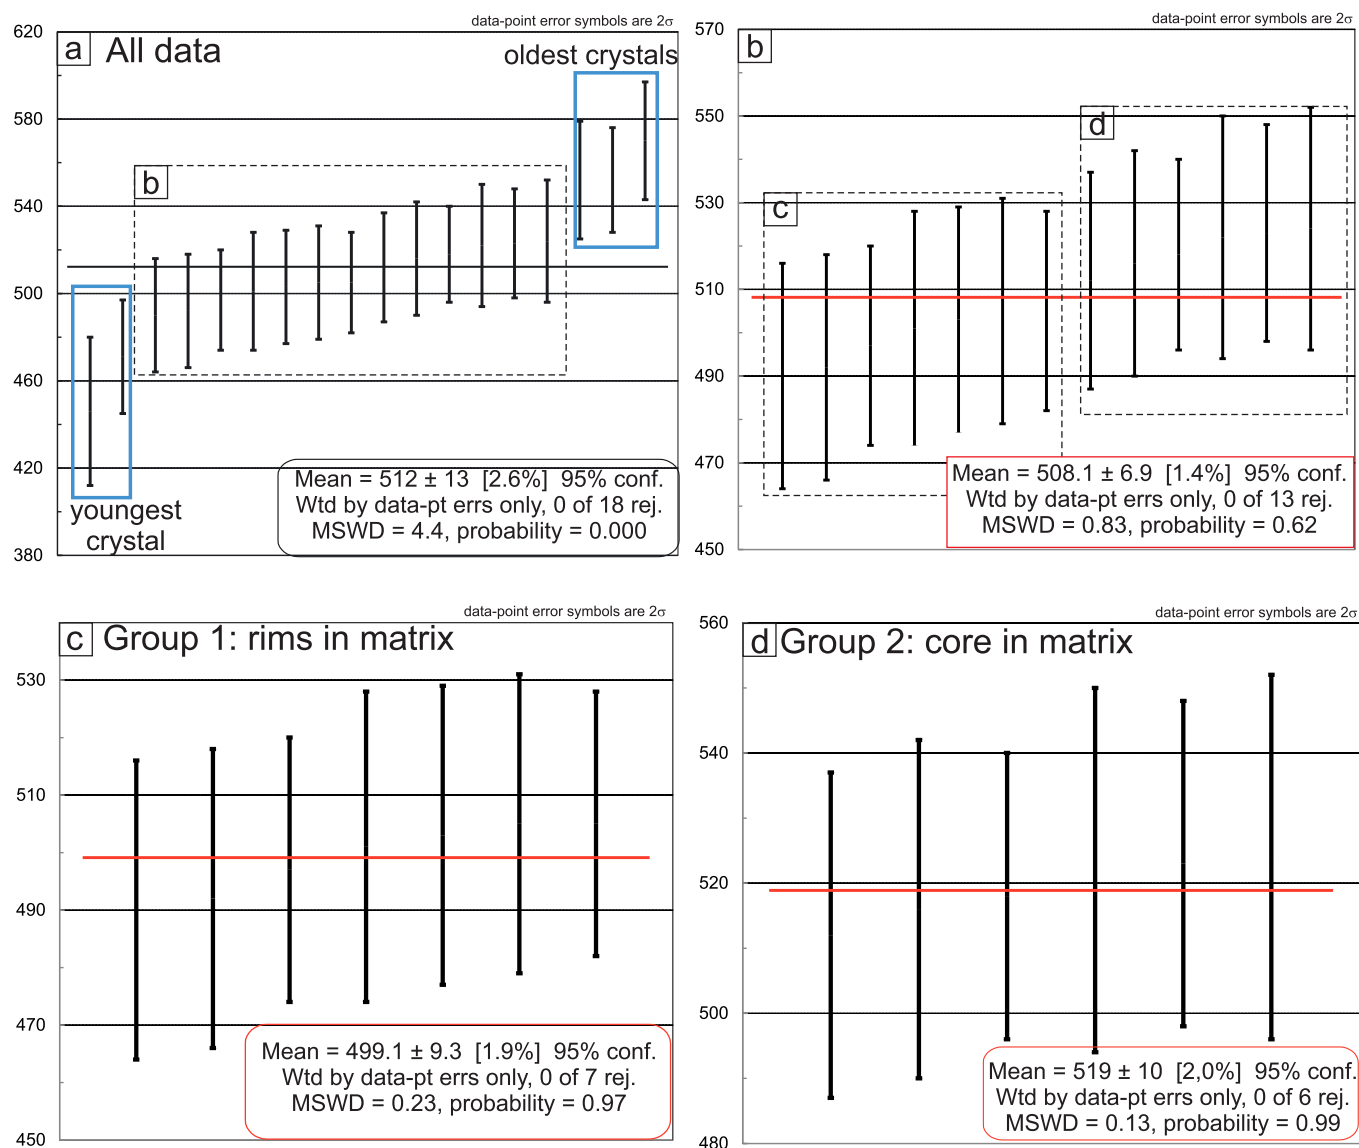 data-point error symbols are 2σ
a All data
oldest crystals
620
580
540
500
460
420
380
b
youngest
crystal
Mean = 512 ± 13 [2.6%] 95% conf.
Wtd by data-pt errs only, 0 of 18 rej.
MSWD = 4.4, probability = 0.000
data-point error symbols are 2σ
b
570
550
530
510
490
470
450
c
d
Mean = 508.1 ± 6.9 [1.4%] 95% conf.
Wtd by data-pt errs only, 0 of 13 rej.
MSWD = 0.83, probability = 0.62
data-point error symbols are 2σ
c Group 1: rims in matrix
530
510
490
470
450
Mean = 499.1 ± 9.3 [1.9%] 95% conf.
Wtd by data-pt errs only, 0 of 7 rej.
MSWD = 0.23, probability = 0.97
data-point error symbols are 2σ
d Group 2: core in matrix
560
540
520
500
480
Mean = 519 ± 10 [2,0%] 95% conf.
Wtd by data-pt errs only, 0 of 6 rej.
MSWD = 0.13, probability = 0.99